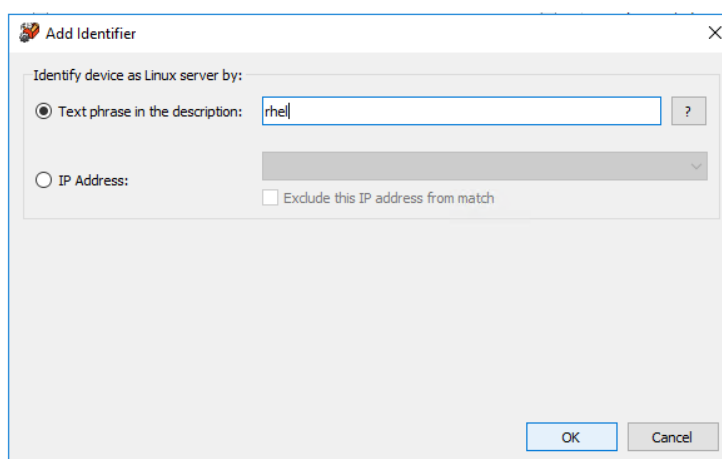 Add Identifier
Identify device as Linux server by:
Text phrase in the description: rhel ?
IP Address:
Exclude this IP address from match
OK Cancel